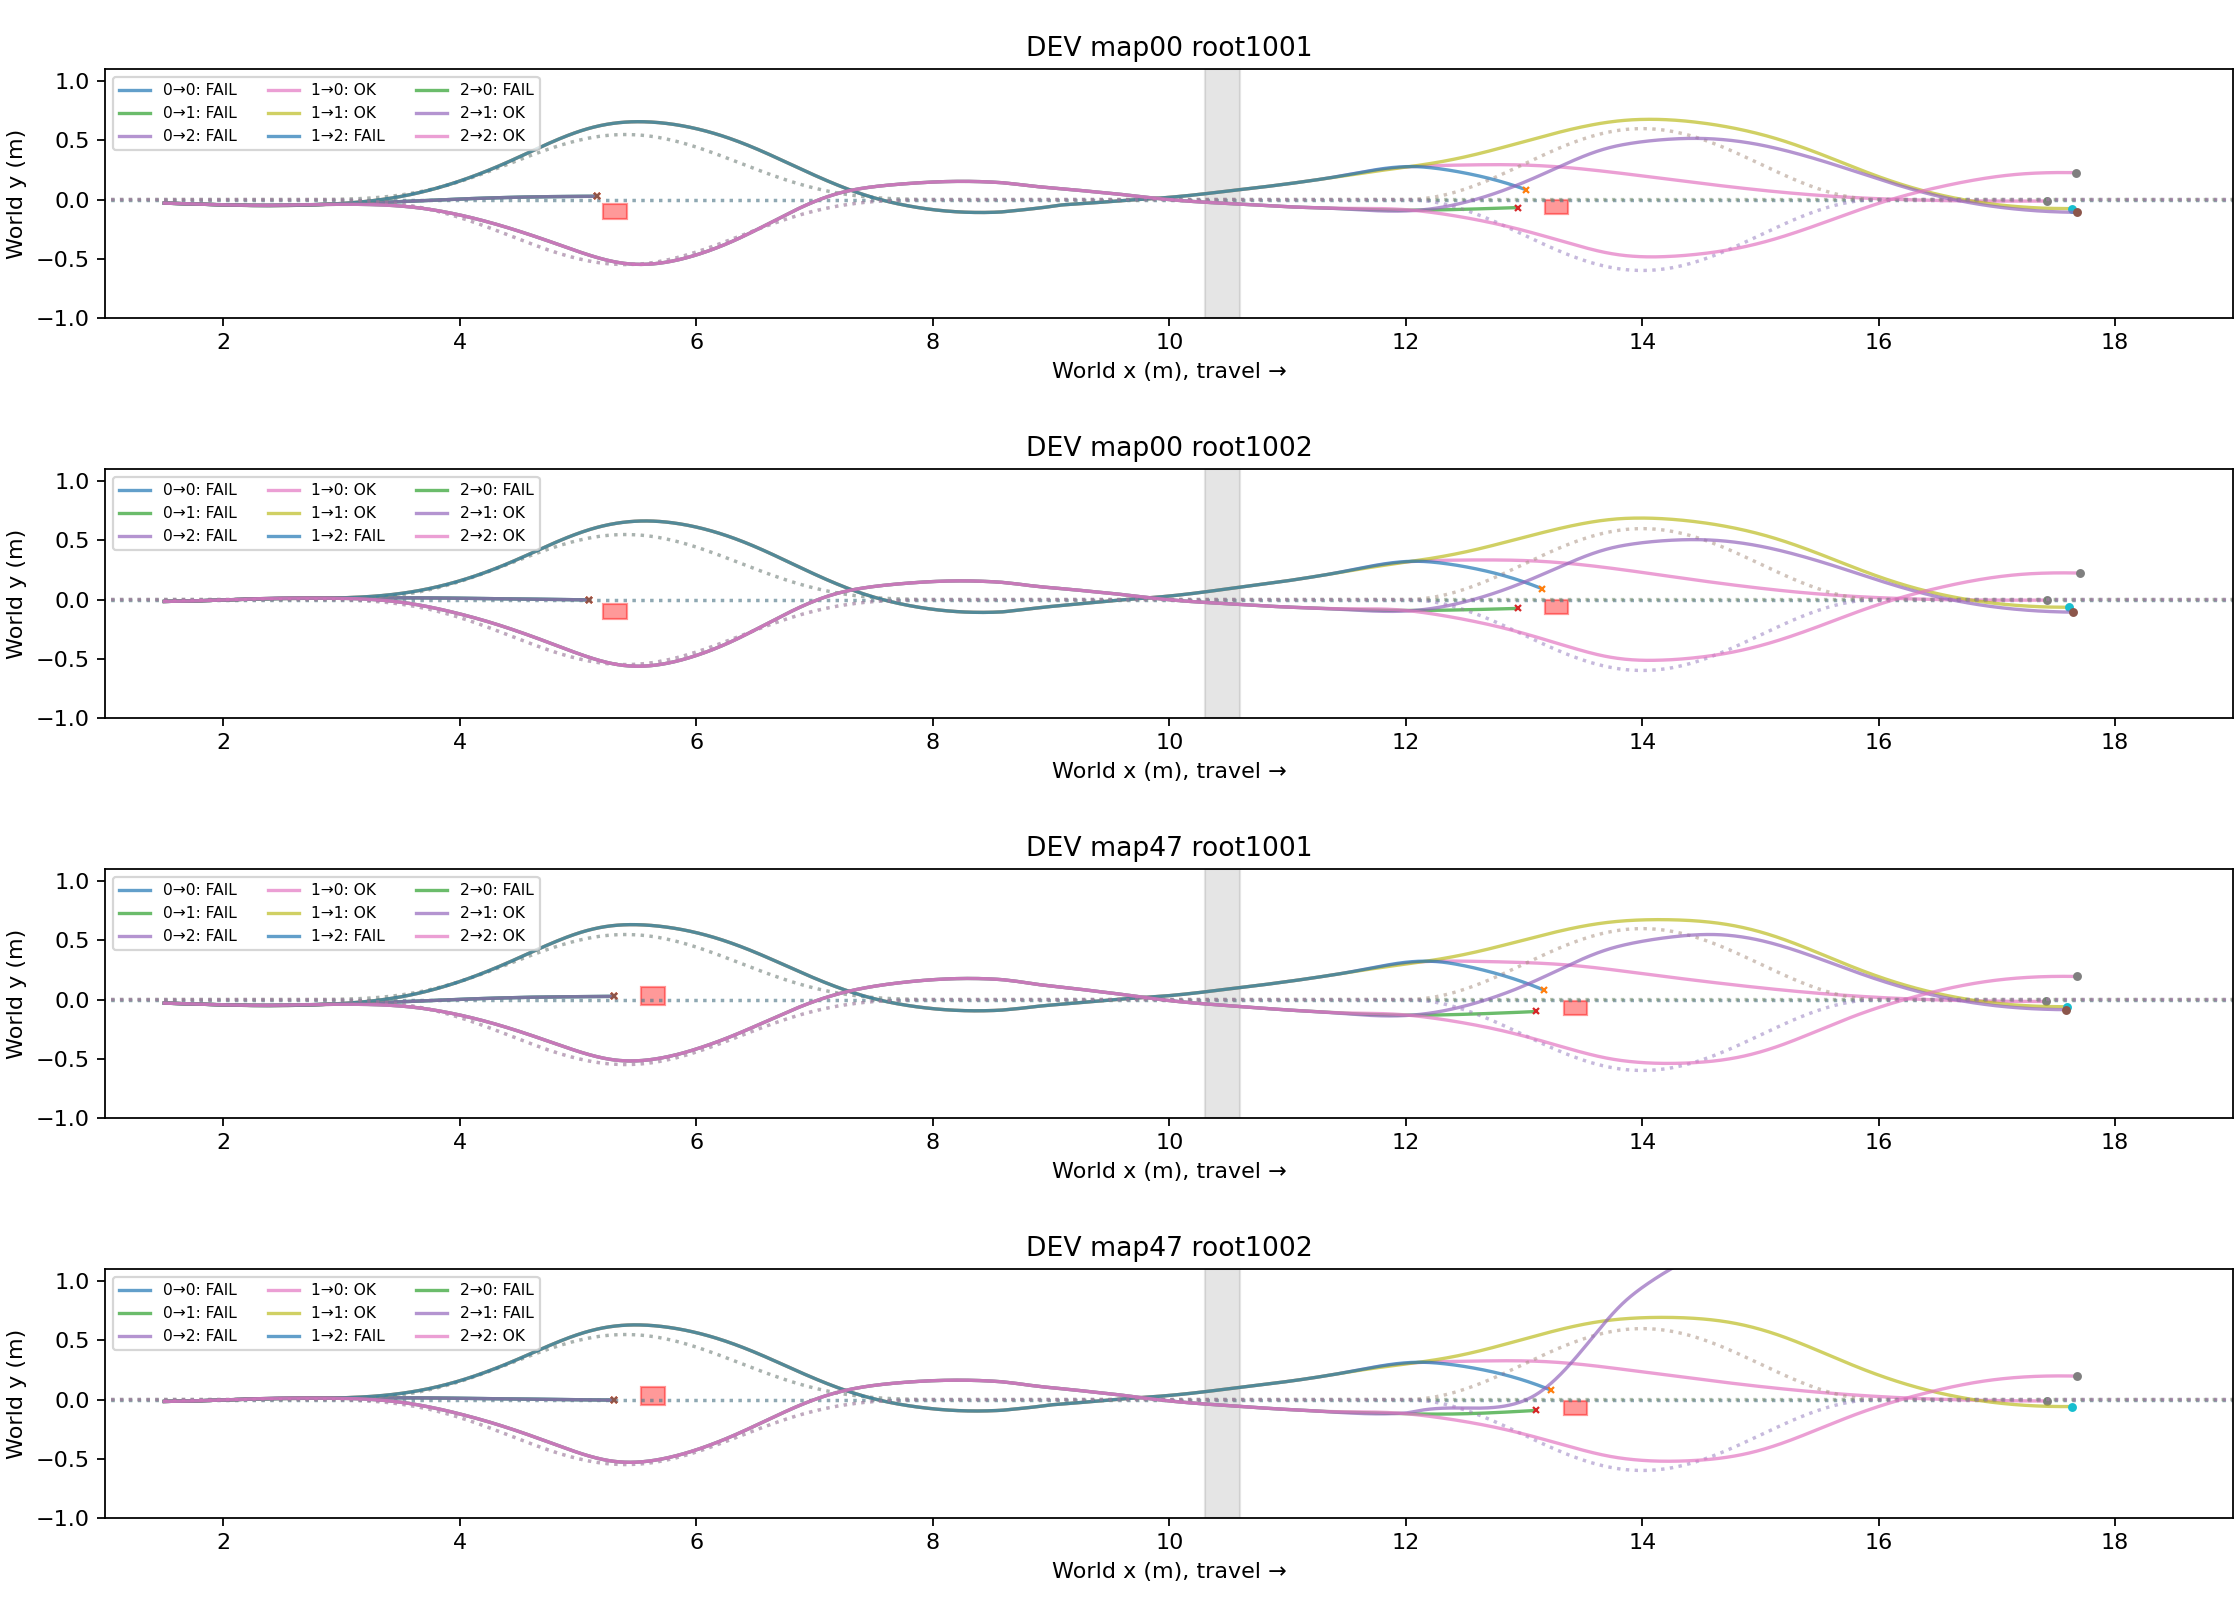 DEV map00 root1001
World y (m)
1.0
0.5
0.0
−0.5
−1.0
0→0: FAIL 1→0: OK 2→0: FAIL
0→1: FAIL 1→1: OK 2→1: OK
0→2: FAIL 1→2: FAIL 2→2: OK
2 4 6 8 10 12 14 16 18
World x (m), travel →
DEV map00 root1002
World y (m)
1.0
0.5
0.0
−0.5
−1.0
0→0: FAIL 1→0: OK 2→0: FAIL
0→1: FAIL 1→1: OK 2→1: OK
0→2: FAIL 1→2: FAIL 2→2: OK
2 4 6 8 10 12 14 16 18
World x (m), travel →
DEV map47 root1001
World y (m)
1.0
0.5
0.0
−0.5
−1.0
0→0: FAIL 1→0: OK 2→0: FAIL
0→1: FAIL 1→1: OK 2→1: OK
0→2: FAIL 1→2: FAIL 2→2: OK
2 4 6 8 10 12 14 16 18
World x (m), travel →
DEV map47 root1002
World y (m)
1.0
0.5
0.0
−0.5
−1.0
0→0: FAIL 1→0: OK 2→0: FAIL
0→1: FAIL 1→1: OK 2→1: FAIL
0→2: FAIL 1→2: FAIL 2→2: OK
2 4 6 8 10 12 14 16 18
World x (m), travel →